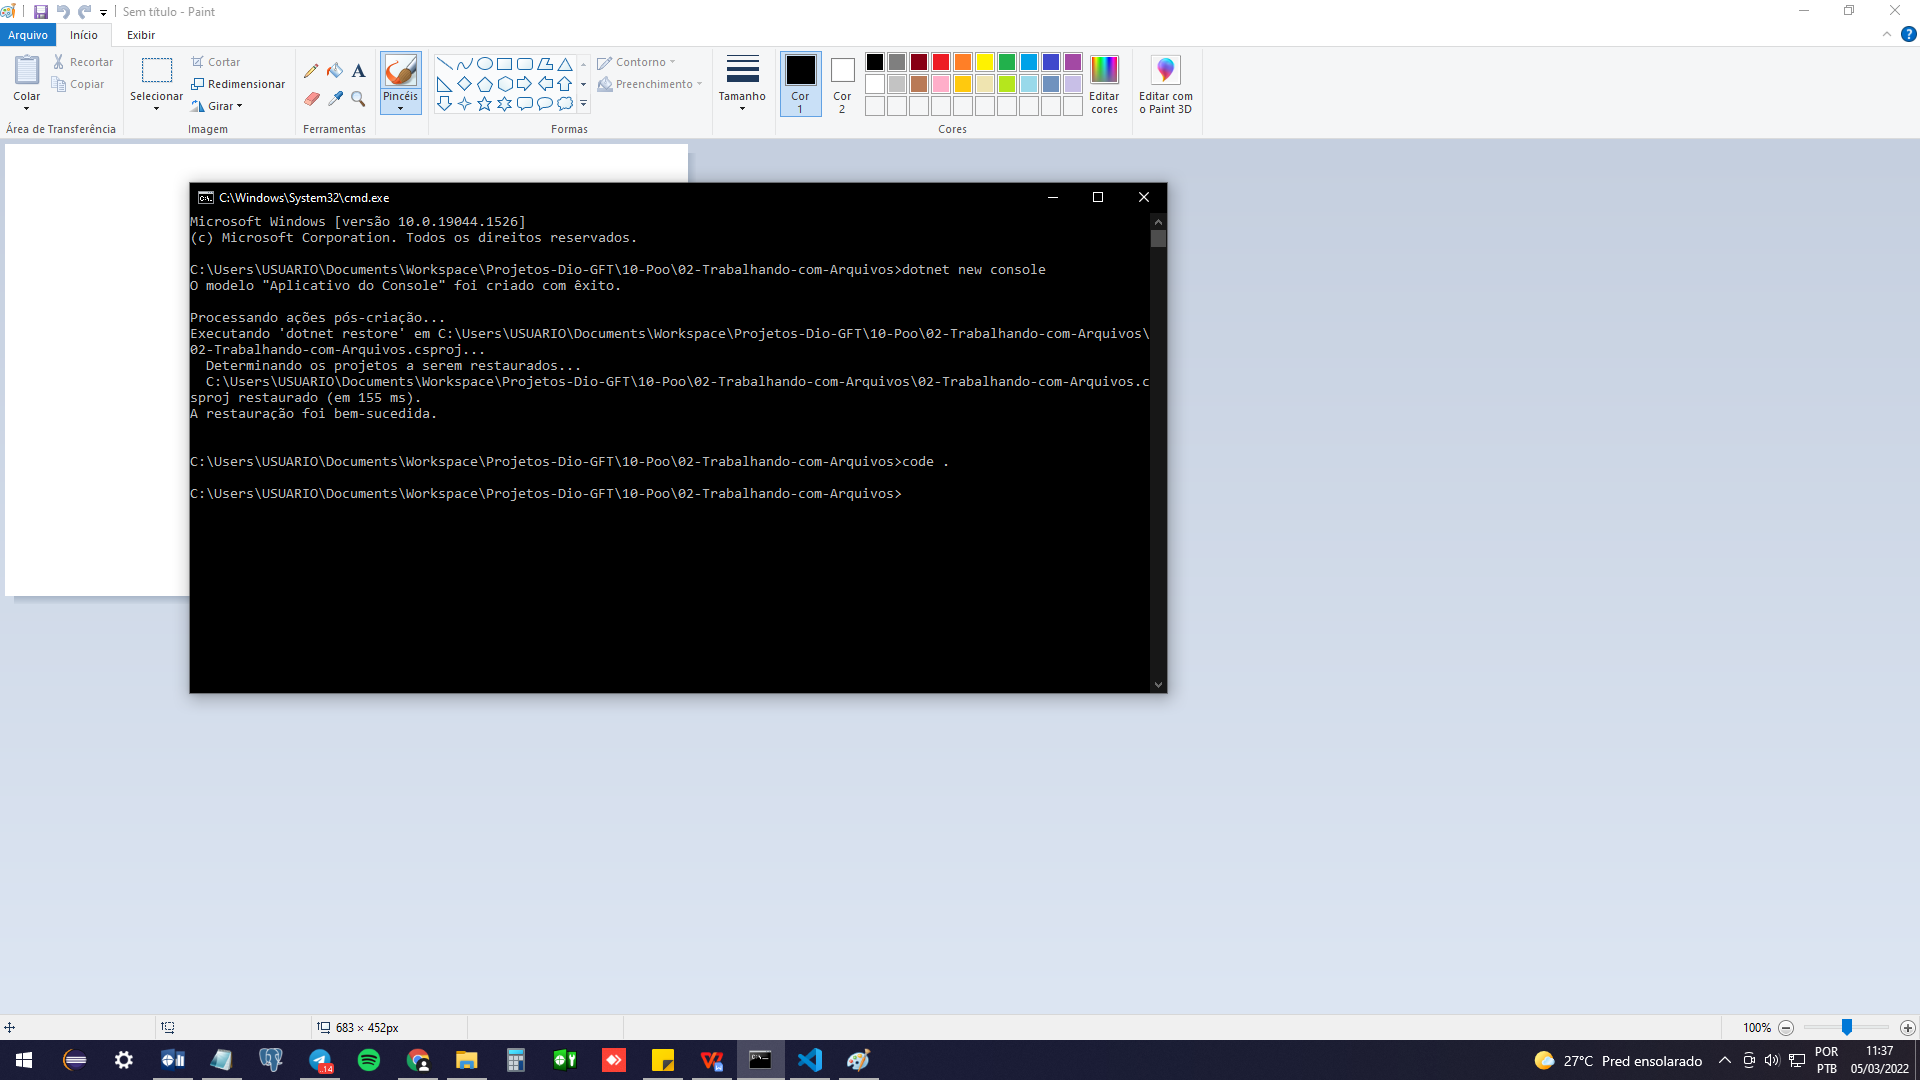 Sem título - Paint
Arquivo
Início
Exibir
Colar
Recortar
Copiar
Área de Transferência
Selecionar
Cortar
Redimensionar
Girar
Imagem
A
Ferramentas
Pincéis
Contorno
Preenchimento
Formas
Tamanho
Cor
1
Cor
2
Editar
cores
Cores
Editar com
o Paint 3D
?
C:\Windows\System32\cmd.exe
Microsoft Windows [versão 10.0.19044.1526]
(c) Microsoft Corporation. Todos os direitos reservados.
C:\Users\USUARIO\Documents\Workspace\Projetos-Dio-GFT\10-Poo\02-Trabalhando-com-Arquivos>dotnet new console
O modelo "Aplicativo do Console" foi criado com êxito.
Processando ações pós-criação...
Executando 'dotnet restore' em C:\Users\USUARIO\Documents\Workspace\Projetos-Dio-GFT\10-Poo\02-Trabalhando-com-Arquivos\
02-Trabalhando-com-Arquivos.csproj...
Determinando os projetos a serem restaurados...
C:\Users\USUARIO\Documents\Workspace\Projetos-Dio-GFT\10-Poo\02-Trabalhando-com-Arquivos\02-Trabalhando-com-Arquivos.c
sproj restaurado (em 155 ms).
A restauração foi bem-sucedida.
C:\Users\USUARIO\Documents\Workspace\Projetos-Dio-GFT\10-Poo\02-Trabalhando-com-Arquivos>code .
C:\Users\USUARIO\Documents\Workspace\Projetos-Dio-GFT\10-Poo\02-Trabalhando-com-Arquivos>
683 × 452px
100%
.14
27°C Pred ensolarado
POR
PTB
11:37
05/03/2022